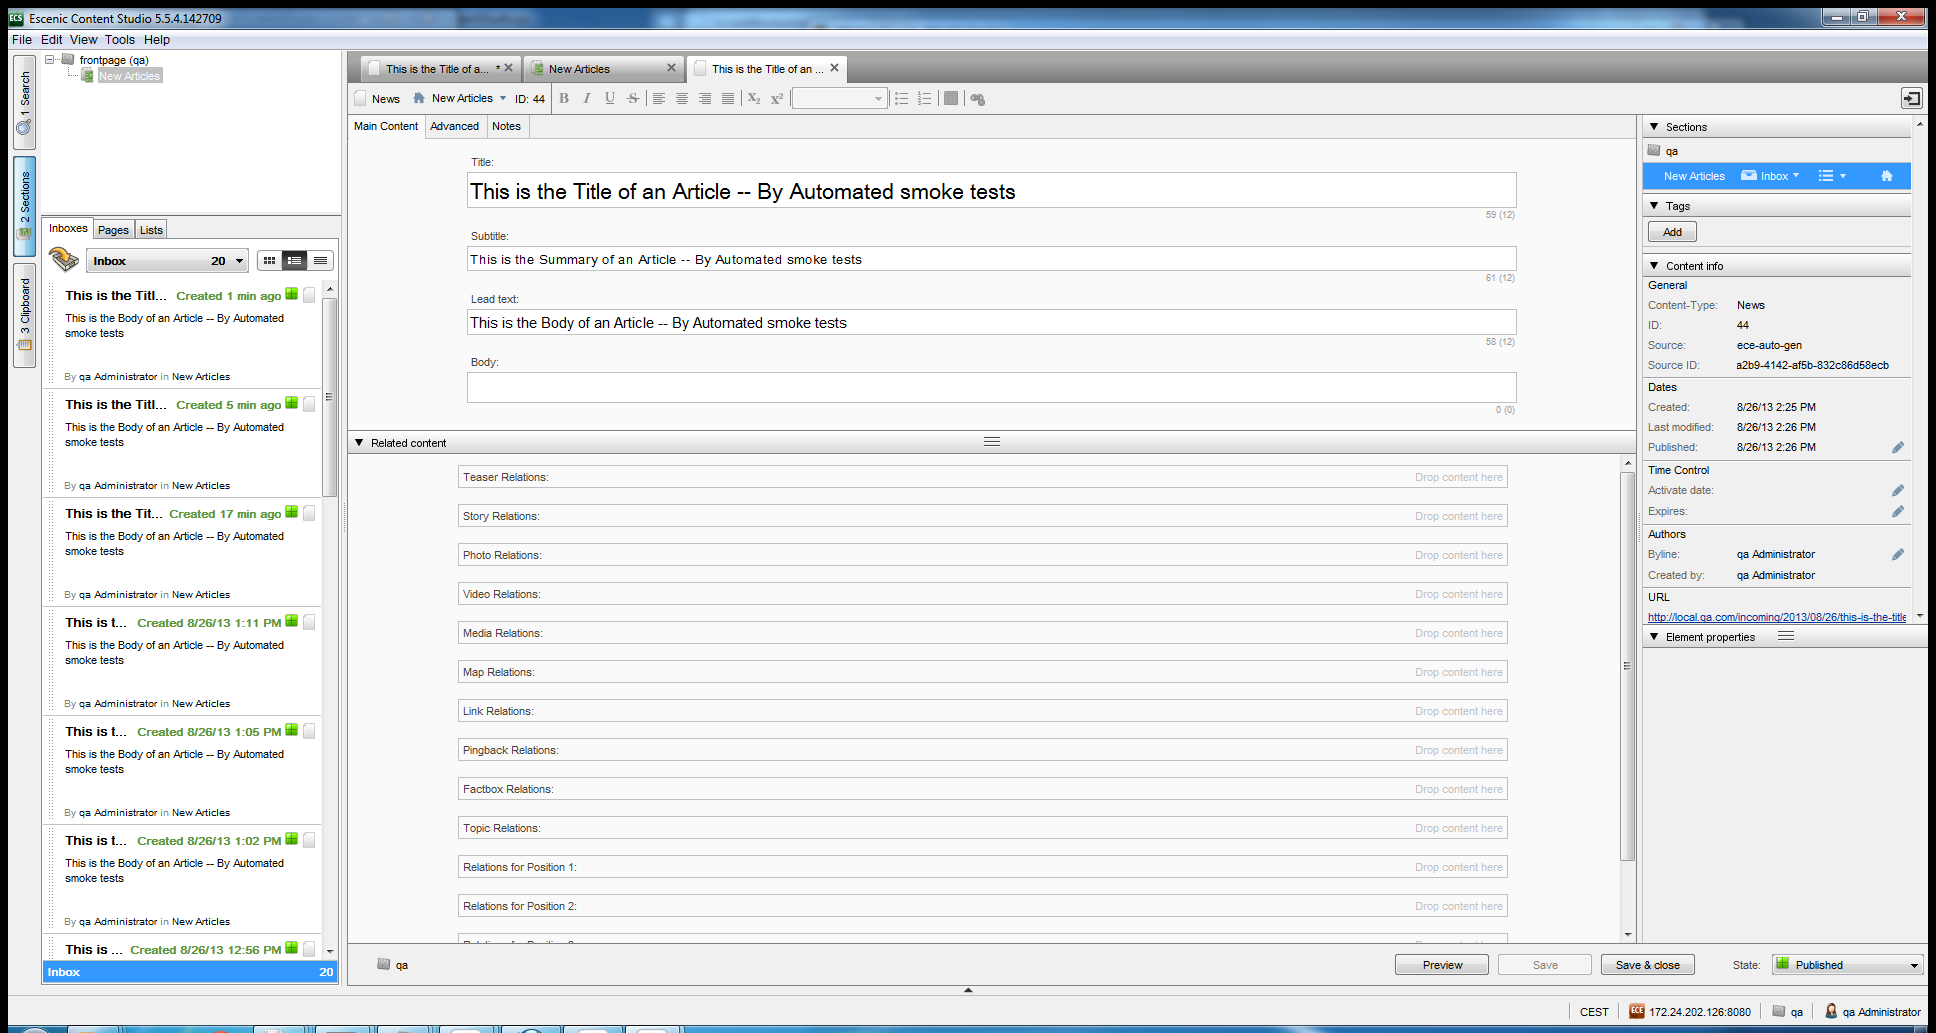 Escenic Content Studio 5.5.4.142709
File Edit View Tools Help
1 Search
2 Sections
3 Clipboard
frontpage (qa)
New Articles
Inboxes Pages Lists
Inbox 20
This is the Titl... Created 1 min ago
This is the Body of an Article -- By Automated
smoke tests
By qa Administrator in New Articles
This is the Titl... Created 5 min ago
This is the Body of an Article -- By Automated
smoke tests
By qa Administrator in New Articles
This is the Tit... Created 17 min ago
This is the Body of an Article -- By Automated
smoke tests
By qa Administrator in New Articles
This is t... Created 8/26/13 1:11 PM
This is the Body of an Article -- By Automated
smoke tests
By qa Administrator in New Articles
This is t... Created 8/26/13 1:05 PM
This is the Body of an Article -- By Automated
smoke tests
By qa Administrator in New Articles
This is t... Created 8/26/13 1:02 PM
This is the Body of an Article -- By Automated
smoke tests
By qa Administrator in New Articles
This is ... Created 8/26/13 12:56 PM
Inbox 20
This is the Title of a... * New Articles This is the Title of an ...
News New Articles ID: 44 B I U S X2 X2
Main Content Advanced Notes
Title:
This is the Title of an Article -- By Automated smoke tests
59 (12)
Subtitle:
This is the Summary of an Article -- By Automated smoke tests
61 (12)
Lead text:
This is the Body of an Article -- By Automated smoke tests
58 (12)
Body:
0 (0)
Related content
Teaser Relations: Drop content here
Story Relations: Drop content here
Photo Relations: Drop content here
Video Relations: Drop content here
Media Relations: Drop content here
Map Relations: Drop content here
Link Relations: Drop content here
Pingback Relations: Drop content here
Factbox Relations: Drop content here
Topic Relations: Drop content here
Relations for Position 1: Drop content here
Relations for Position 2: Drop content here
qa Preview Save Save & close State: Published
Sections
qa
New Articles Inbox
Tags
Add
Content info
General
Content-Type: News
ID: 44
Source: ece-auto-gen
Source ID: a2b9-4142-af5b-832c86d58ecb
Dates
Created: 8/26/13 2:25 PM
Last modified: 8/26/13 2:26 PM
Published: 8/26/13 2:26 PM
Time Control
Activate date:
Expires:
Authors
Byline: qa Administrator
Created by: qa Administrator
URL
http://local.qa.com/incoming/2013/08/26/this-is-the-title
Element properties
CEST ECE 172.24.202.126:8080 qa qa Administrator